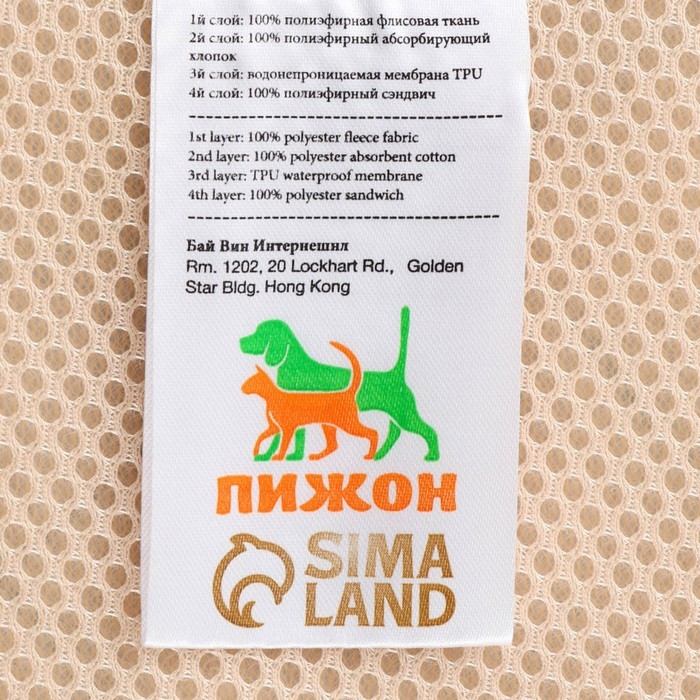 1й слой: 100% полиэфирная флисовая ткань
2й слой: 100% полиэфирный абсорбирующий
хлопок
3й слой: водонепроницаемая мембрана TPU
4й слой: 100% полиэфирный сэндвич
1st layer: 100% polyester fleece fabric
2nd layer: 100% polyester absorbent cotton
3rd layer: TPU waterproof membrane
4th layer: 100% polyester sandwich
Бай Вин Интернешнл
Rm. 1202, 20 Lockhart Rd., Golden
Star Bldg. Hong Kong
ПИЖОН
SIMA
LAND